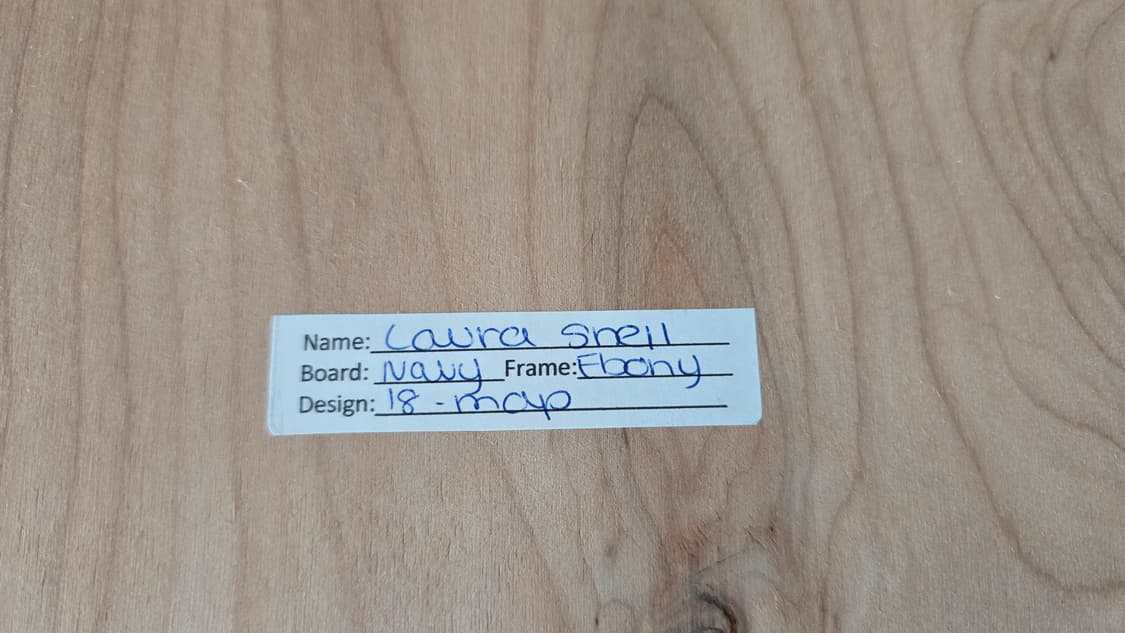 Name: Laura Snell
Board: Navy Frame: Ebony
Design: 18 - map